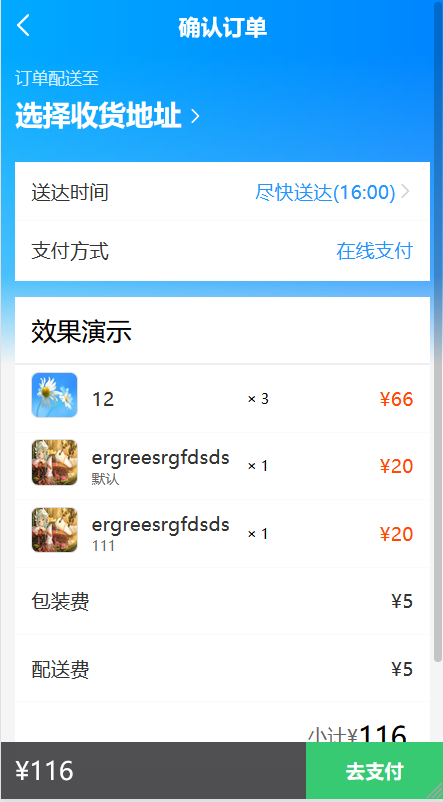 确认订单
订单配送至
选择收货地址
送达时间 尽快送达(16:00)
支付方式 在线支付
效果演示
12 × 3 ¥66
ergreesrgfdsds × 1 ¥20
默认
ergreesrgfdsds × 1 ¥20
111
包装费 ¥5
配送费 ¥5
小计¥116
¥116 去支付